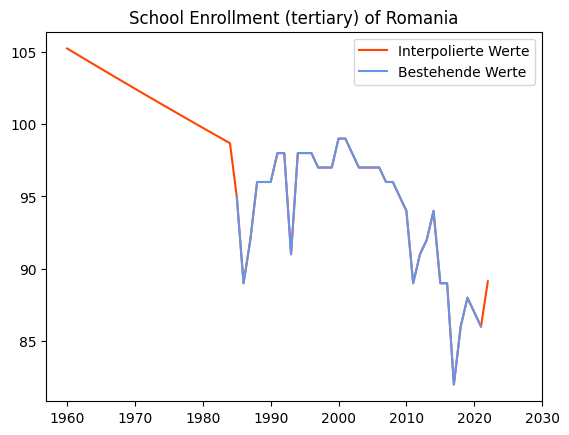 School Enrollment (tertiary) of Romania
Interpolierte Werte
Bestehende Werte
105
100
95
90
85
1960 1970 1980 1990 2000 2010 2020 2030